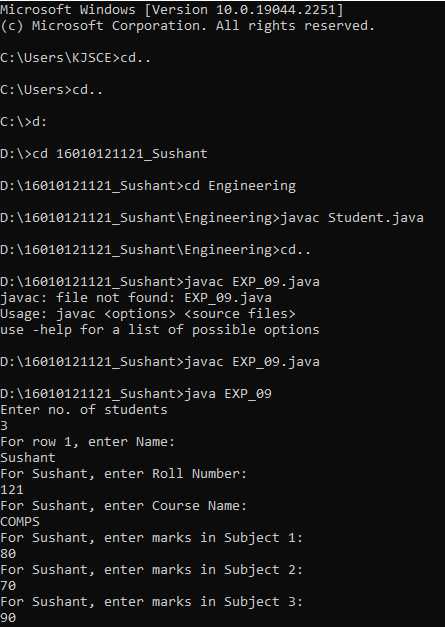 Microsoft Windows [Version 10.0.19044.2251]
(c) Microsoft Corporation. All rights reserved.
C:\Users\KJSCE>cd..
C:\Users>cd..
C:\>d:
D:\>cd 16010121121_Sushant
D:\16010121121_Sushant>cd Engineering
D:\16010121121_Sushant\Engineering>javac Student.java
D:\16010121121_Sushant\Engineering>cd..
D:\16010121121_Sushant>javac EXP_09.java
javac: file not found: EXP_09.java
Usage: javac <options> <source files>
use -help for a list of possible options
D:\16010121121_Sushant>javac EXP_09.java
D:\16010121121_Sushant>java EXP_09
Enter no. of students
3
For row 1, enter Name:
Sushant
For Sushant, enter Roll Number:
121
For Sushant, enter Course Name:
COMPS
For Sushant, enter marks in Subject 1:
80
For Sushant, enter marks in Subject 2:
70
For Sushant, enter marks in Subject 3:
90